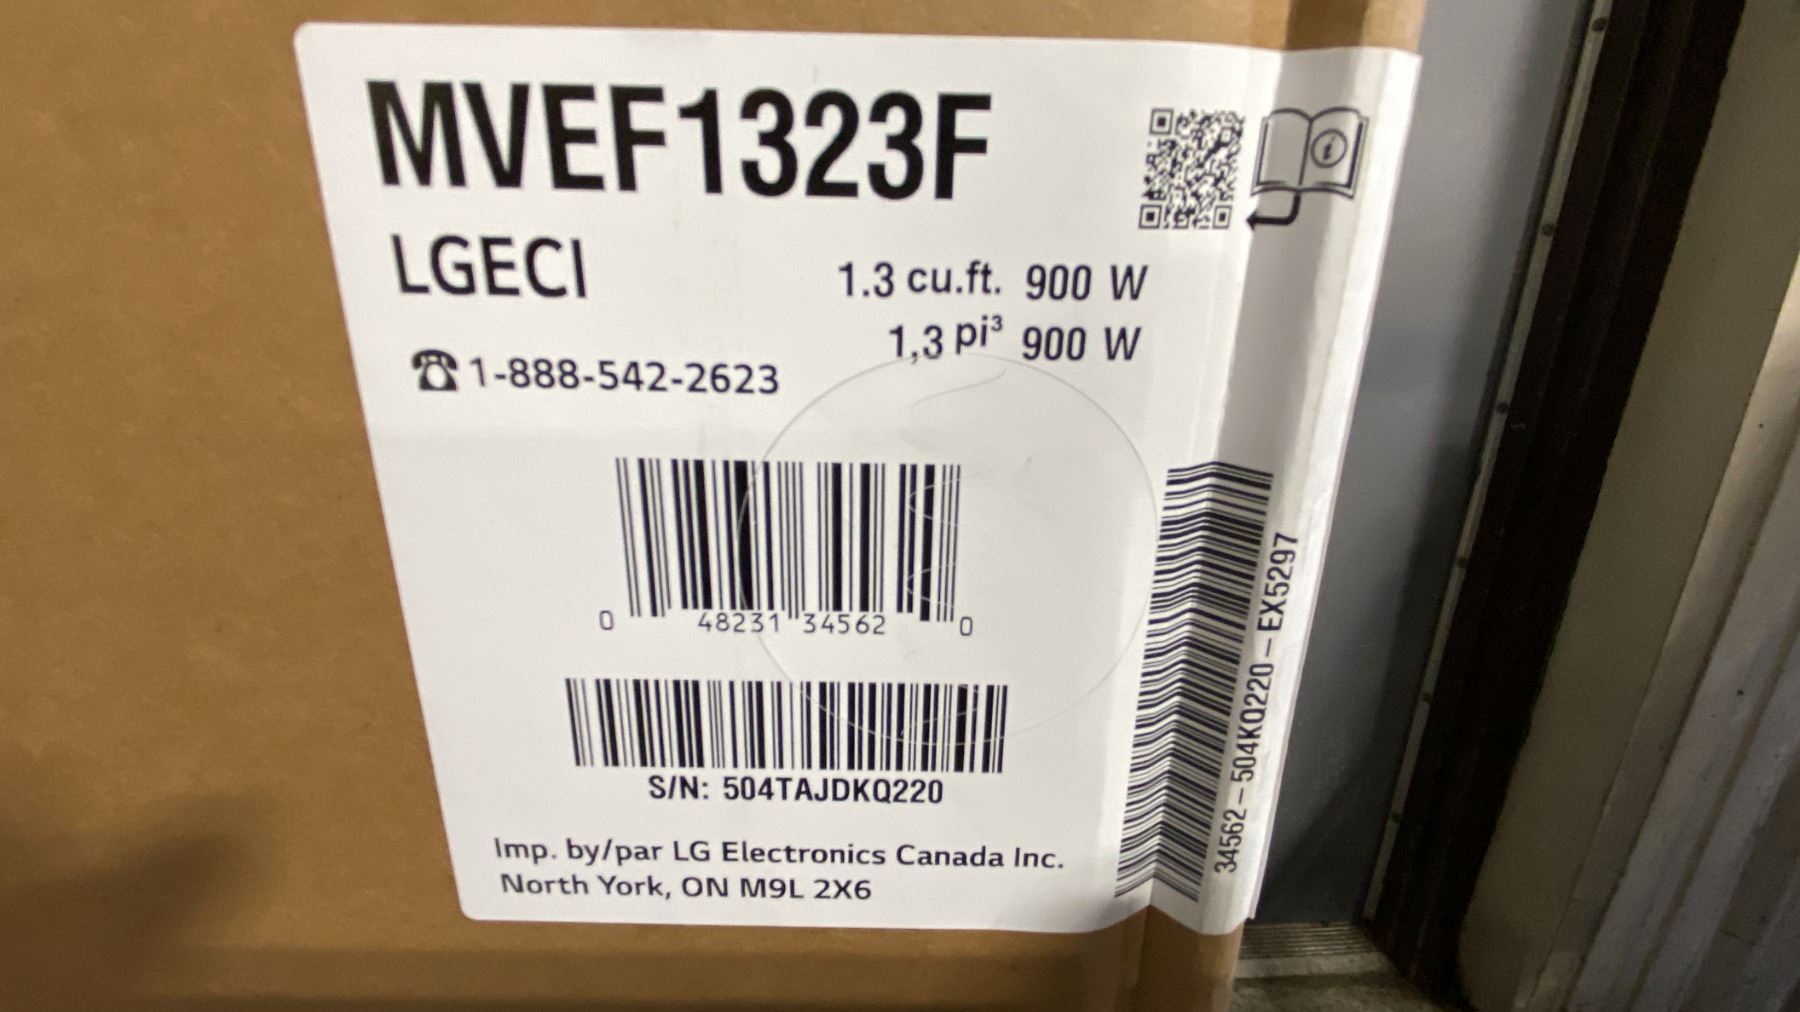 MVEF1323F
LGECI
1.3 cu.ft. 900 W
1,3 pi³ 900 W
☎ 1-888-542-2623
0 48231 34562 0
S/N: 504TAJDKQ220
Imp. by/par LG Electronics Canada Inc.
North York, ON M9L 2X6
34562-504KQ220-EX5297